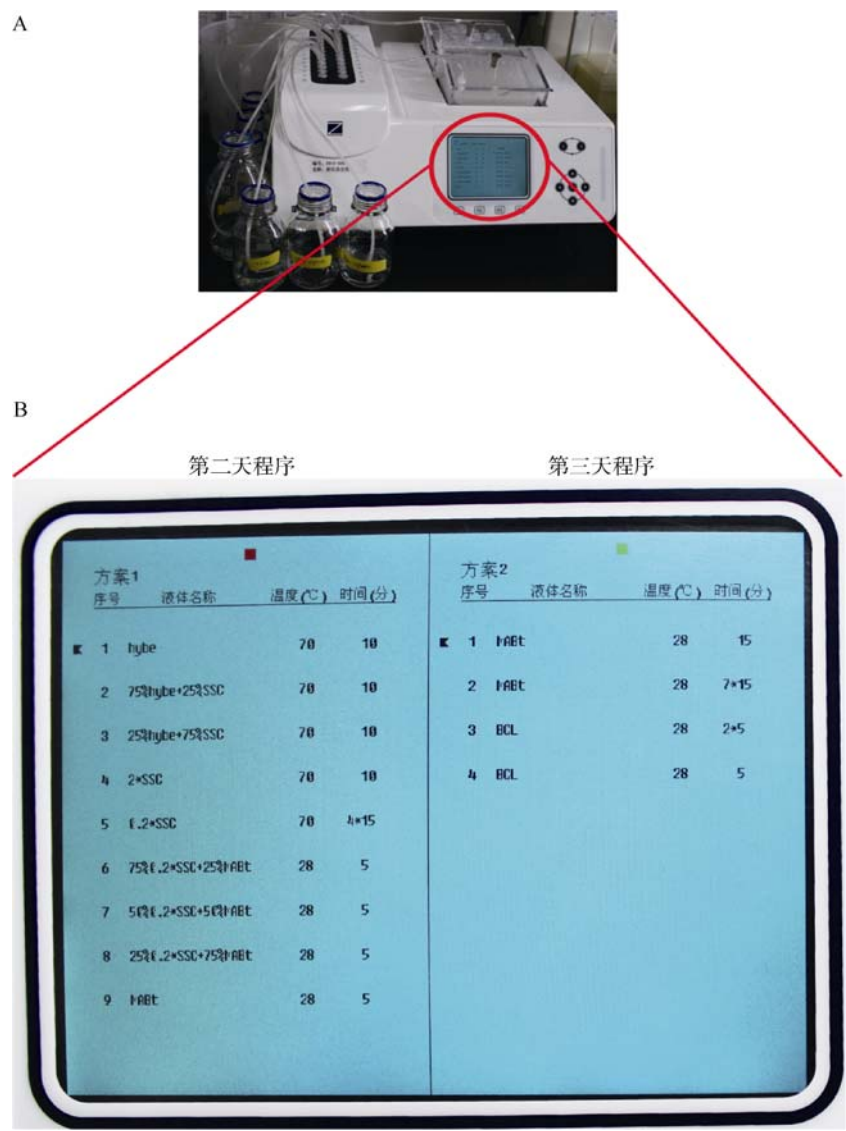 A
B
第二天程序
第三天程序
方案1
序号 液体名称 温度(℃) 时间(分)
1 hybe 70 10
2 75%hybe+25%SSC 70 10
3 25%hybe+75%SSC 70 10
4 2*SSC 70 10
5 0.2*SSC 70 4*15
6 75%0.2*SSC+25%MABt 28 5
7 50%0.2*SSC+50%MABt 28 5
8 25%0.2*SSC+75%MABt 28 5
9 MABt 28 5
方案2
序号 液体名称 温度(℃) 时间(分)
1 MABt 28 15
2 MABt 28 7*15
3 BCL 28 2*5
4 BCL 28 5